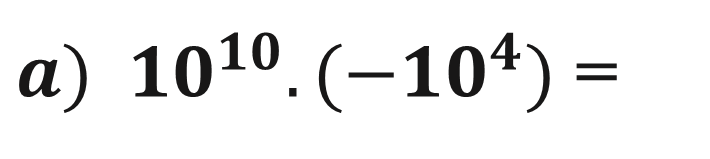 a) 10¹⁰ . (−10⁴) =